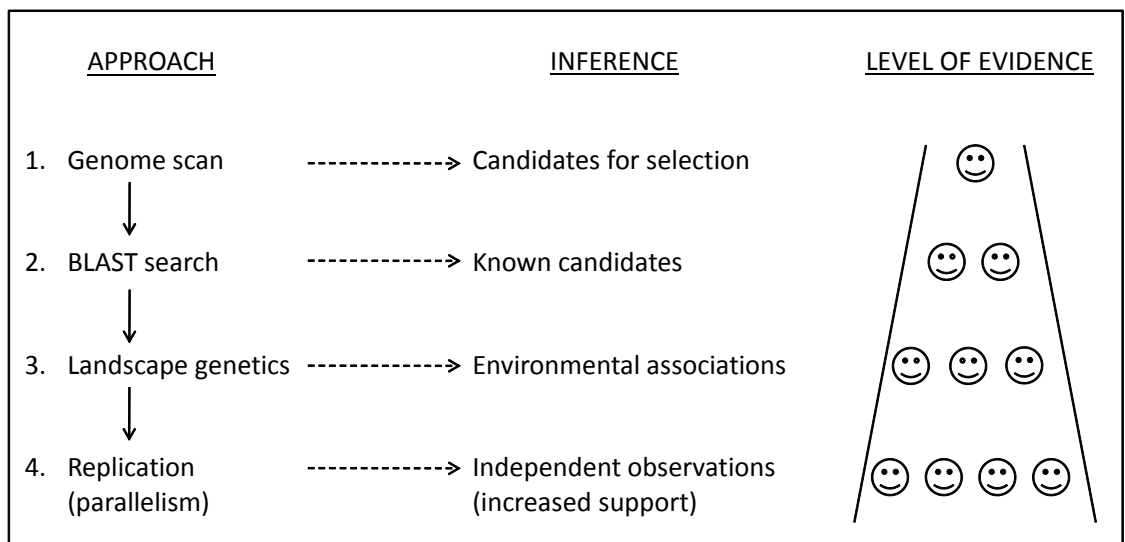 APPROACH INFERENCE LEVEL OF EVIDENCE
1. Genome scan Candidates for selection
2. BLAST search Known candidates
3. Landscape genetics Environmental associations
4. Replication Independent observations
(parallelism) (increased support)